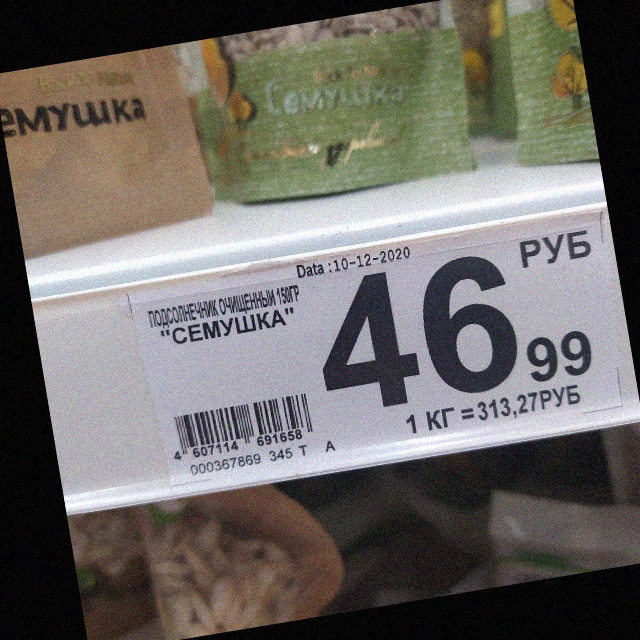 емушка
Семушка
Data :10-12-2020
ПОДСОЛНЕЧНИК ОЧИЩЕННЫЙ 150ГР
"СЕМУШКА"
46 99
РУБ
1 КГ =313,27РУБ
4 607114 691658
000367869 345 Т А